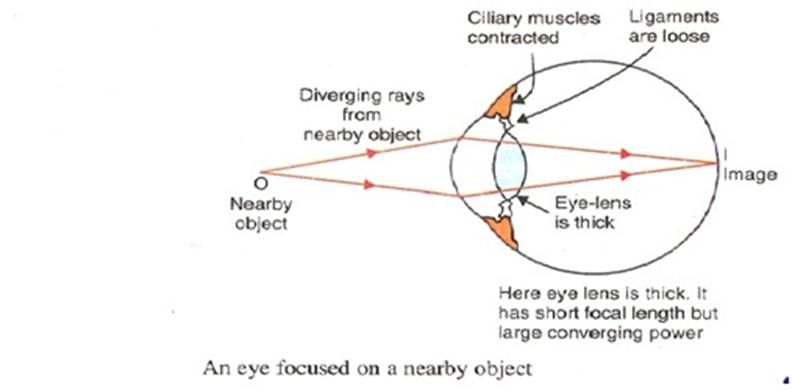 Ciliary muscles
contracted
Ligaments
are loose
Diverging rays
from
nearby object
O
Nearby
object
I
Image
Eye-lens
is thick
Here eye lens is thick. It
has short focal length but
large converging power
An eye focused on a nearby object